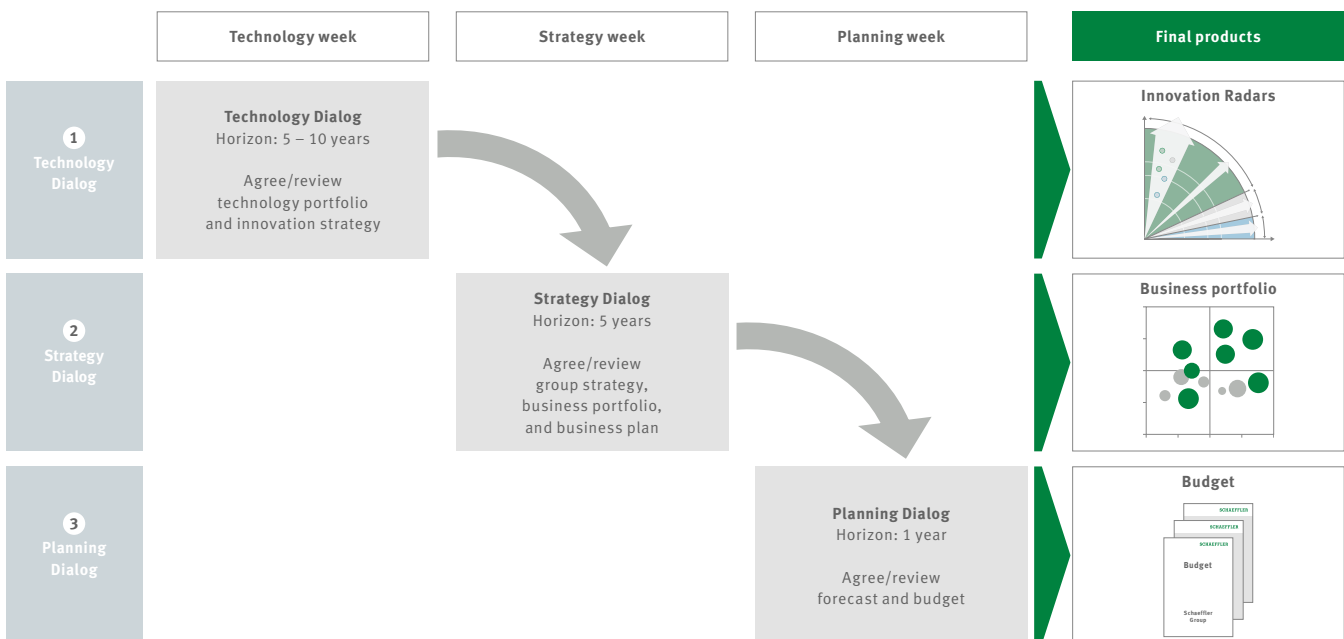 Technology week
Strategy week
Planning week
Final products
1
Technology
Dialog
Technology Dialog
Horizon: 5 – 10 years
Agree/review
technology portfolio
and innovation strategy
Innovation Radars
2
Strategy
Dialog
Strategy Dialog
Horizon: 5 years
Agree/review
group strategy,
business portfolio,
and business plan
Business portfolio
3
Planning
Dialog
Planning Dialog
Horizon: 1 year
Agree/review
forecast and budget
Budget
SCHAEFFLER
SCHAEFFLER
SCHAEFFLER
Budget
Schaeffler
Group